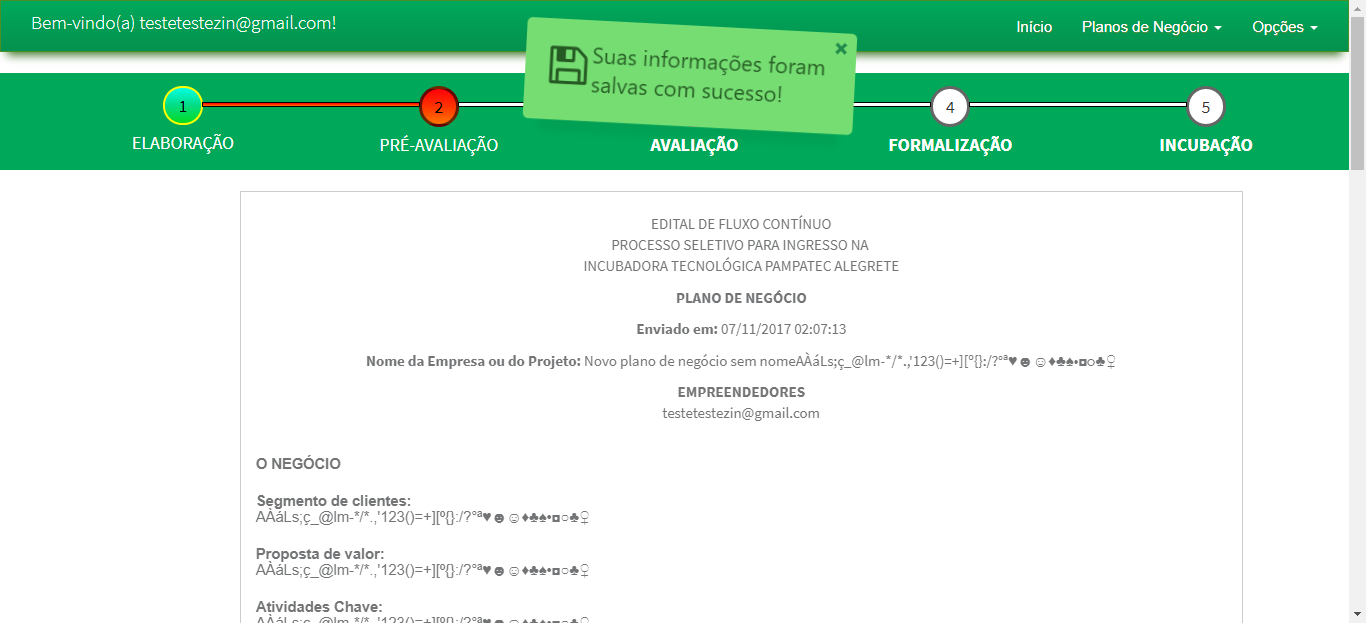 Bem-vindo(a) testetestezin@gmail.com!
Início
Planos de Negócio
Opções
Suas informações foram
salvas com sucesso!
1
2
4
5
ELABORAÇÃO
PRÉ-AVALIAÇÃO
AVALIAÇÃO
FORMALIZAÇÃO
INCUBAÇÃO
EDITAL DE FLUXO CONTÍNUO
PROCESSO SELETIVO PARA INGRESSO NA
INCUBADORA TECNOLÓGICA PAMPATEC ALEGRETE
PLANO DE NEGÓCIO
Enviado em: 07/11/2017 02:07:13
Nome da Empresa ou do Projeto: Novo plano de negócio sem nomeAÀáLs;ç_@lm-*/*.,'123()=+][º{}:/?°ª♥☻☺♦♣♠•◘○♣♀
EMPREENDEDORES
testetestezin@gmail.com
O NEGÓCIO
Segmento de clientes:
AÀáLs;ç_@lm-*/*.,'123()=+][º{}:/?°ª♥☻☺♦♣♠•◘○♣♀
Proposta de valor:
AÀáLs;ç_@lm-*/*.,'123()=+][º{}:/?°ª♥☻☺♦♣♠•◘○♣♀
Atividades Chave:
AÀáLs;ç_@lm-*/*.,'123()=+][º{}:/?°ª♥☻☺♦♣♠•◘○♣♀